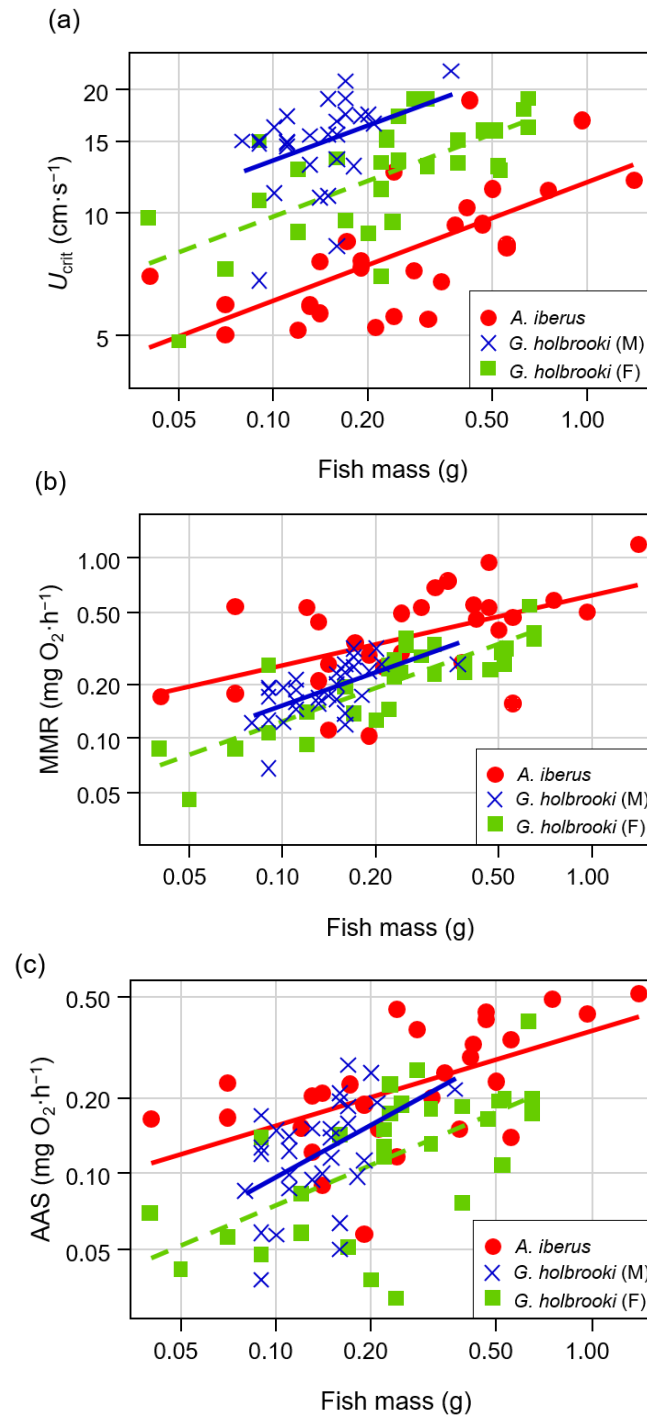 (a)
20
15
10
5
U_crit (cm·s⁻¹)
A. iberus
G. holbrooki (M)
G. holbrooki (F)
0.05 0.10 0.20 0.50 1.00
Fish mass (g)
(b)
1.00
0.50
0.20
0.10
0.05
MMR (mg O₂·h⁻¹)
A. iberus
G. holbrooki (M)
G. holbrooki (F)
0.05 0.10 0.20 0.50 1.00
Fish mass (g)
(c)
0.50
0.20
0.10
0.05
AAS (mg O₂·h⁻¹)
A. iberus
G. holbrooki (M)
G. holbrooki (F)
0.05 0.10 0.20 0.50 1.00
Fish mass (g)